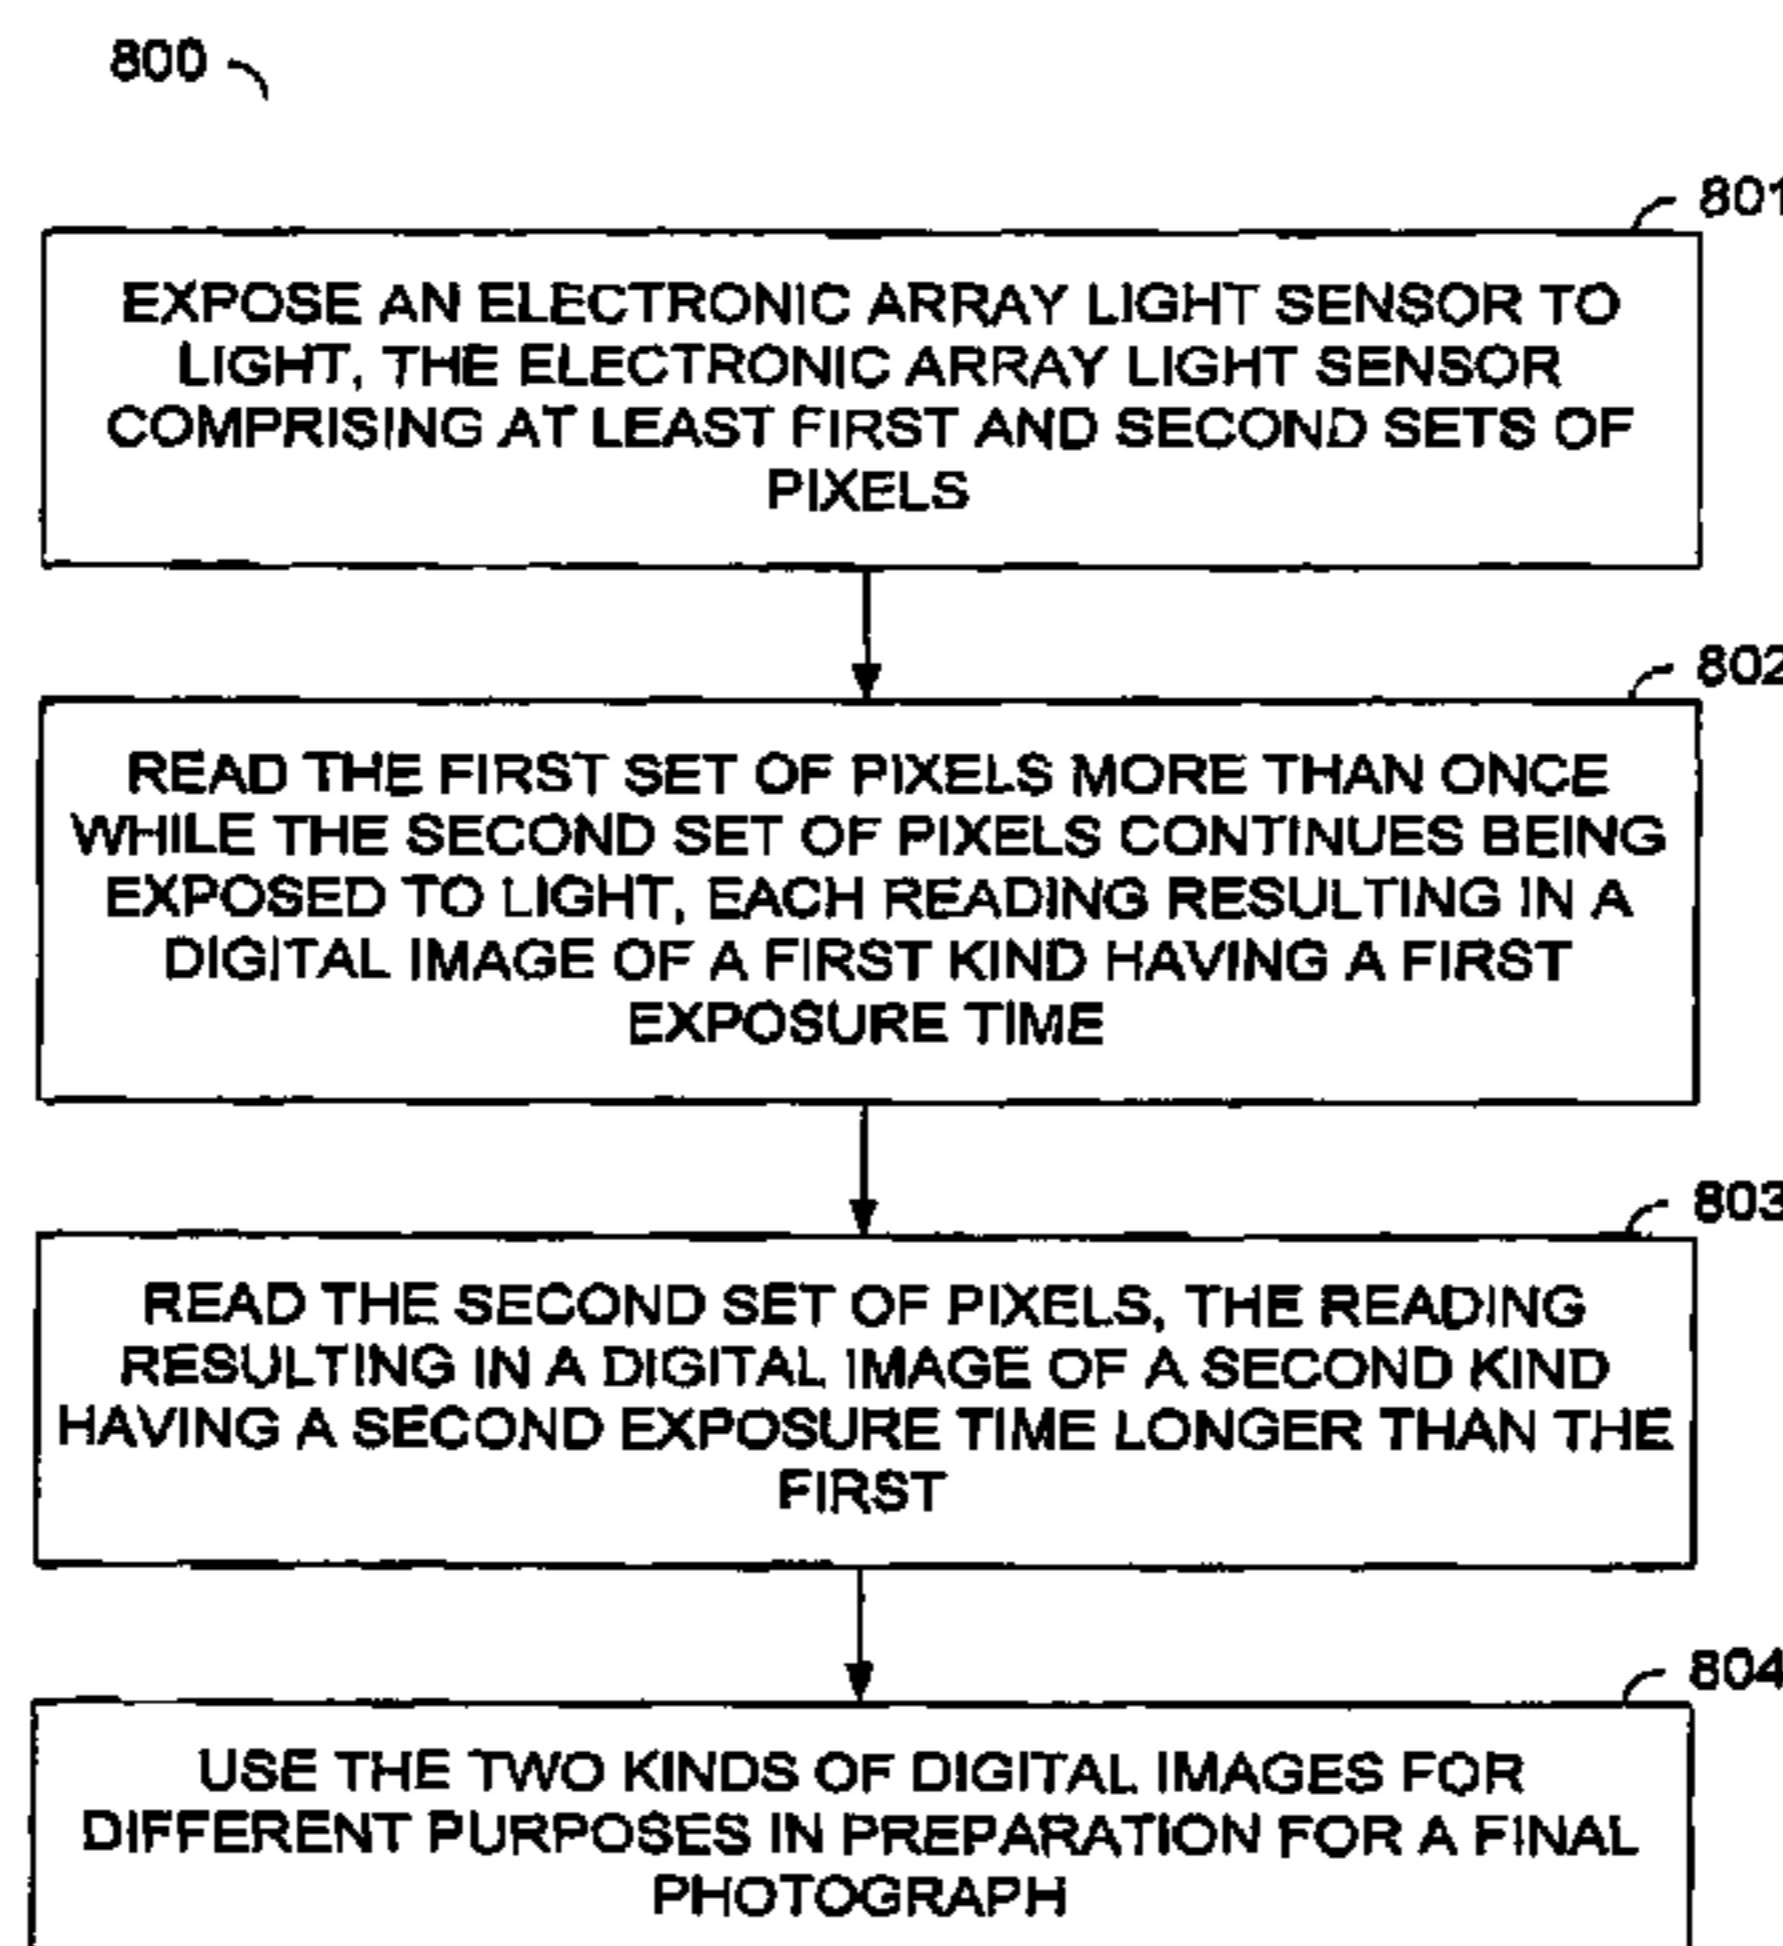 800
801
EXPOSE AN ELECTRONIC ARRAY LIGHT SENSOR TO
LIGHT, THE ELECTRONIC ARRAY LIGHT SENSOR
COMPRISING AT LEAST FIRST AND SECOND SETS OF
PIXELS
802
READ THE FIRST SET OF PIXELS MORE THAN ONCE
WHILE THE SECOND SET OF PIXELS CONTINUES BEING
EXPOSED TO LIGHT, EACH READING RESULTING IN A
DIGITAL IMAGE OF A FIRST KIND HAVING A FIRST
EXPOSURE TIME
803
READ THE SECOND SET OF PIXELS, THE READING
RESULTING IN A DIGITAL IMAGE OF A SECOND KIND
HAVING A SECOND EXPOSURE TIME LONGER THAN THE
FIRST
804
USE THE TWO KINDS OF DIGITAL IMAGES FOR
DIFFERENT PURPOSES IN PREPARATION FOR A FINAL
PHOTOGRAPH